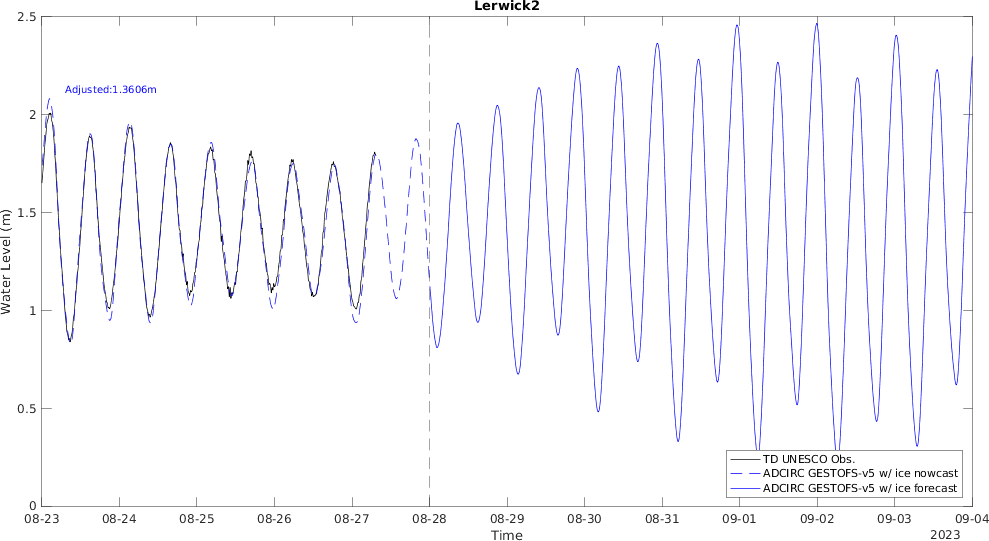 Lerwick2
2.5
2
1.5
1
0.5
0
Water Level (m)
Adjusted:1.3606m
TD UNESCO Obs.
ADCIRC GESTOFS-v5 w/ ice nowcast
ADCIRC GESTOFS-v5 w/ ice forecast
08-23 08-24 08-25 08-26 08-27 08-28 08-29 08-30 08-31 09-01 09-02 09-03 09-04
Time
2023